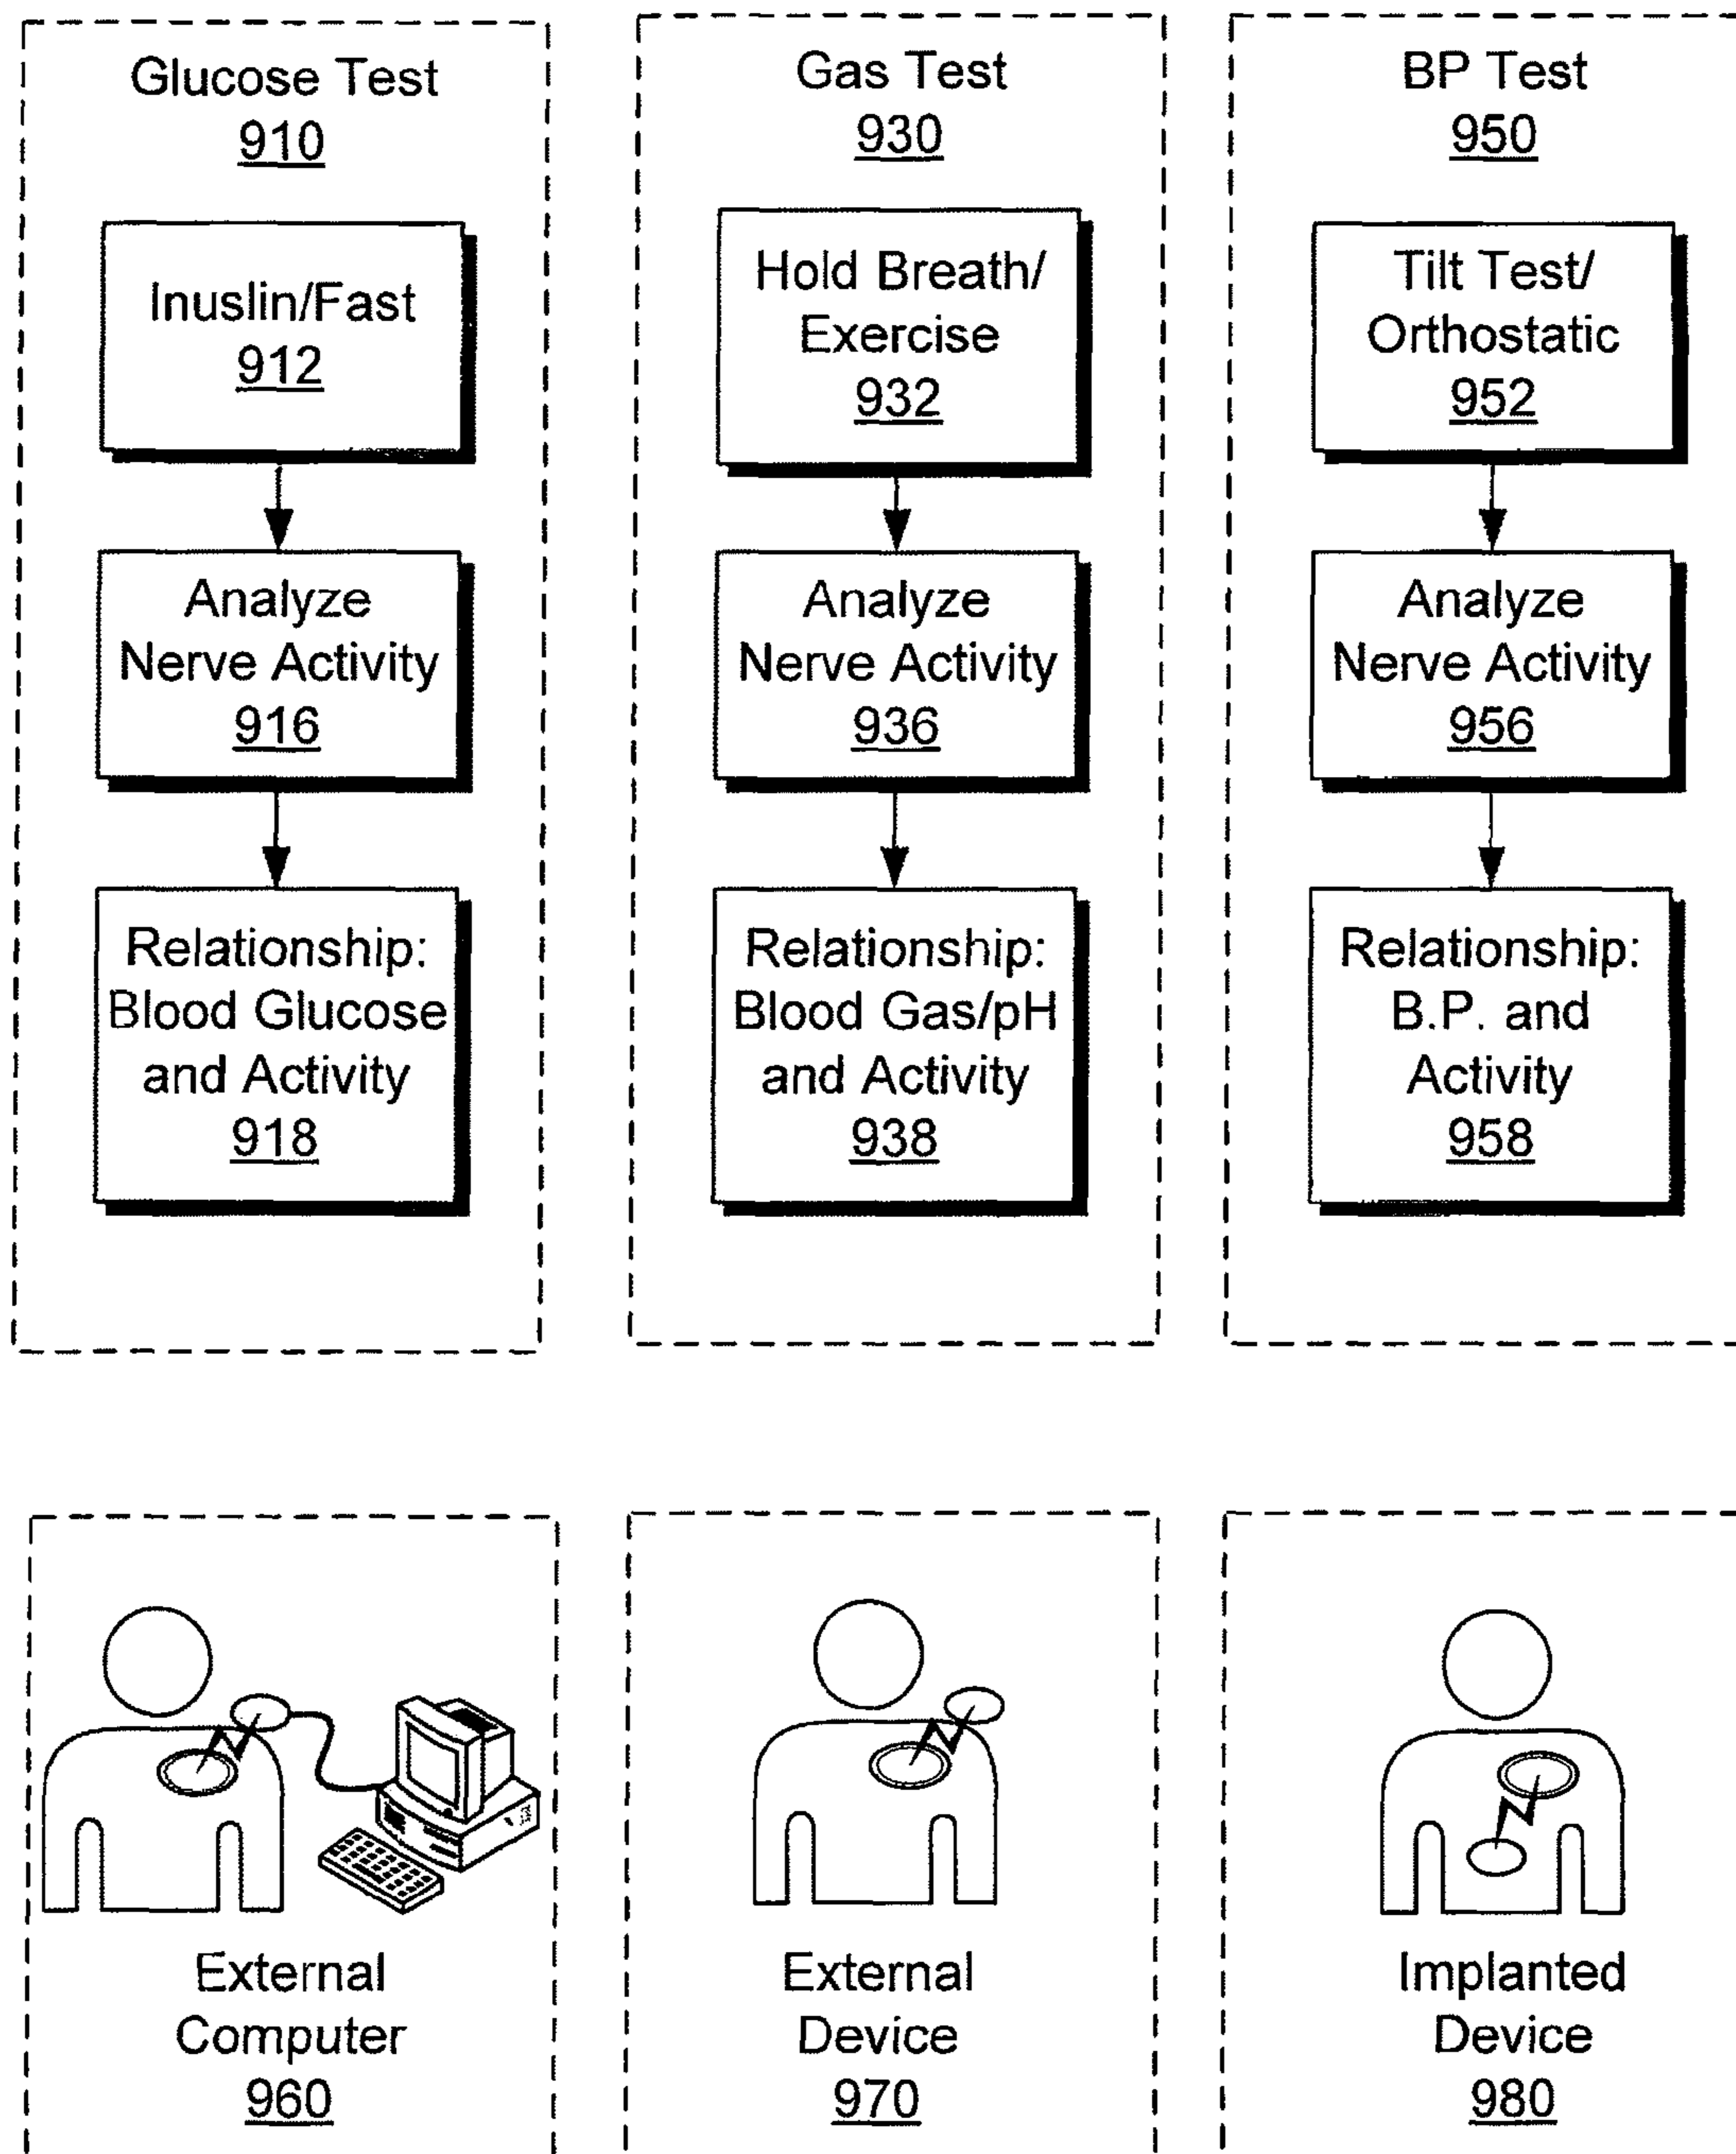 Glucose Test
910
Inuslin/Fast
912
Analyze
Nerve Activity
916
Relationship:
Blood Glucose
and Activity
918
Gas Test
930
Hold Breath/
Exercise
932
Analyze
Nerve Activity
936
Relationship:
Blood Gas/pH
and Activity
938
BP Test
950
Tilt Test/
Orthostatic
952
Analyze
Nerve Activity
956
Relationship:
B.P. and
Activity
958
External
Computer
960
External
Device
970
Implanted
Device
980